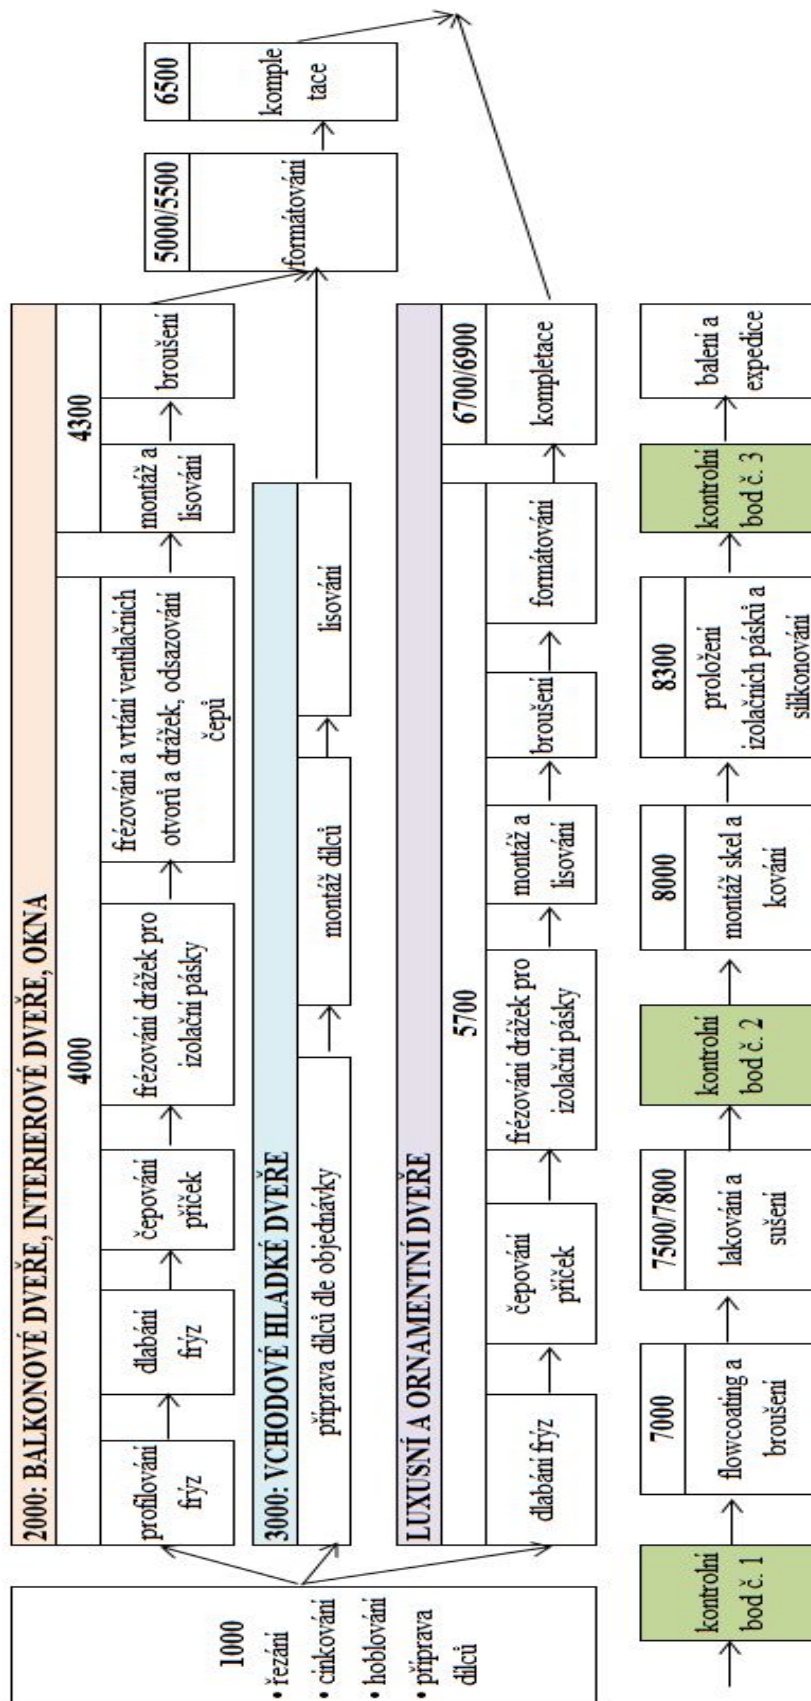 1000
• řezání
• cinkování
• hoblování
• příprava
dílců
2000: BALKONOVÉ DVEŘE, INTERIEROVÉ DVEŘE, OKNA
4000
profilování
frýz
dlabání
frýz
čepování
příček
frézování drážek pro
izolační pásky
frézování a vrtání ventilačních
otvorů a drážek, odsazování
čepů
4300
montáž a
lisování
broušení
3000: VCHODOVÉ HLADKÉ DVEŘE
příprava dílců dle objednávky
montáž dílců
lisování
5000/5500
formátování
6500
komple
tace
LUXUSNÍ A ORNAMENTNÍ DVEŘE
5700
dlabání frýz
čepování
příček
frézování drážek pro
izolační pásky
montáž a
lisování
broušení
formátování
6700/6900
kompletace
kontrolní
bod č. 1
7000
flowcoating a
broušení
7500/7800
lakování a
sušení
kontrolní
bod č. 2
8000
montáž skel a
kování
8300
proložení
izolačních pásků a
silikonování
kontrolní
bod č. 3
balení a
expedice